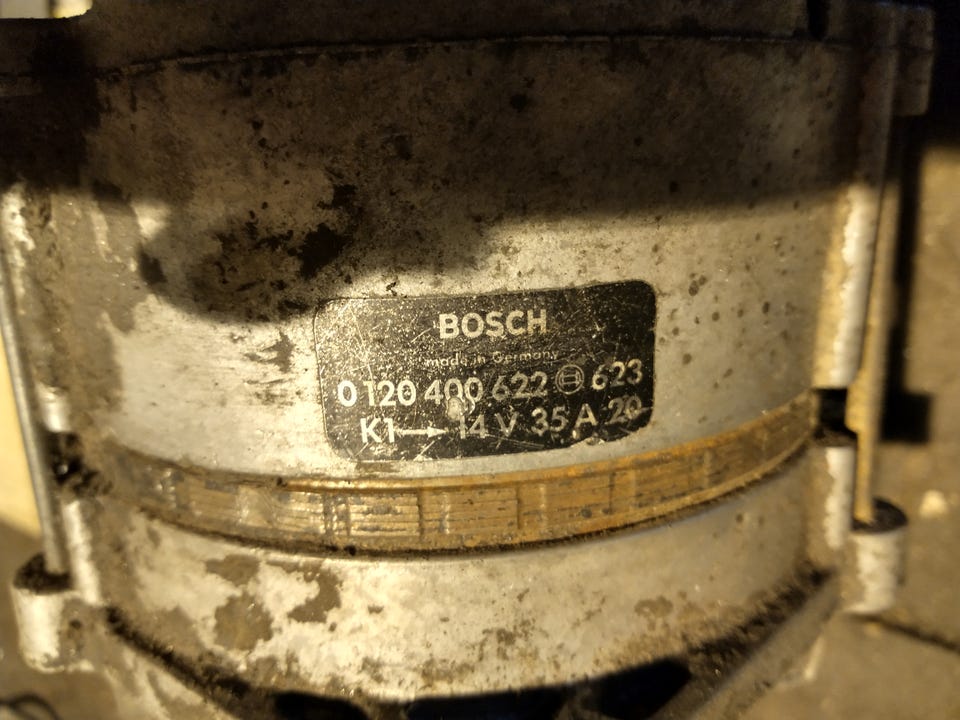 BOSCH
made in Germany
0 120 400 622 623
K1→ 14 V 35 A 20